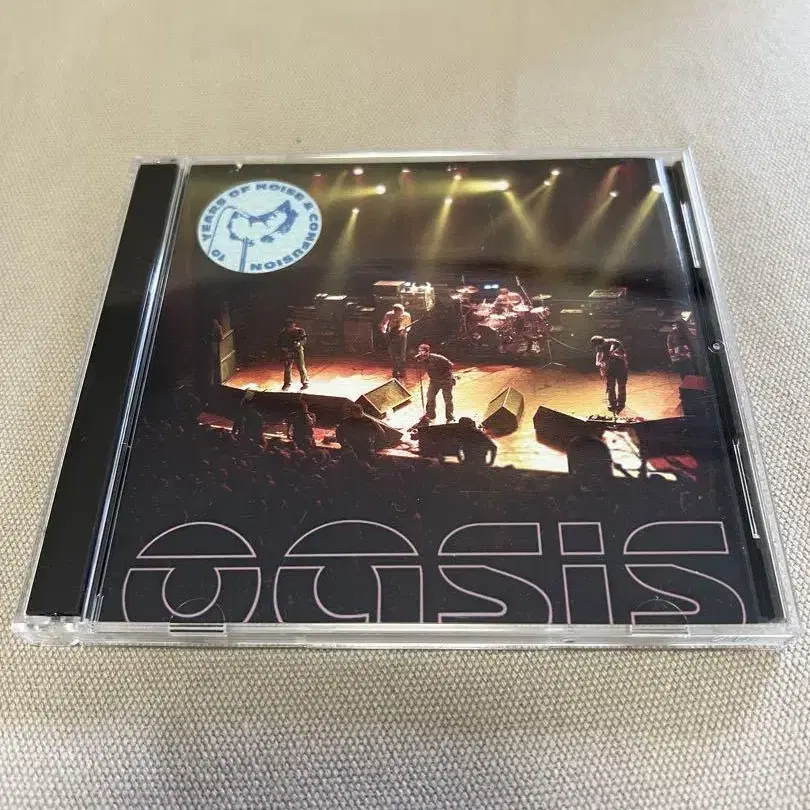 10 YEARS OF NOISE & CONFUSION
oasis